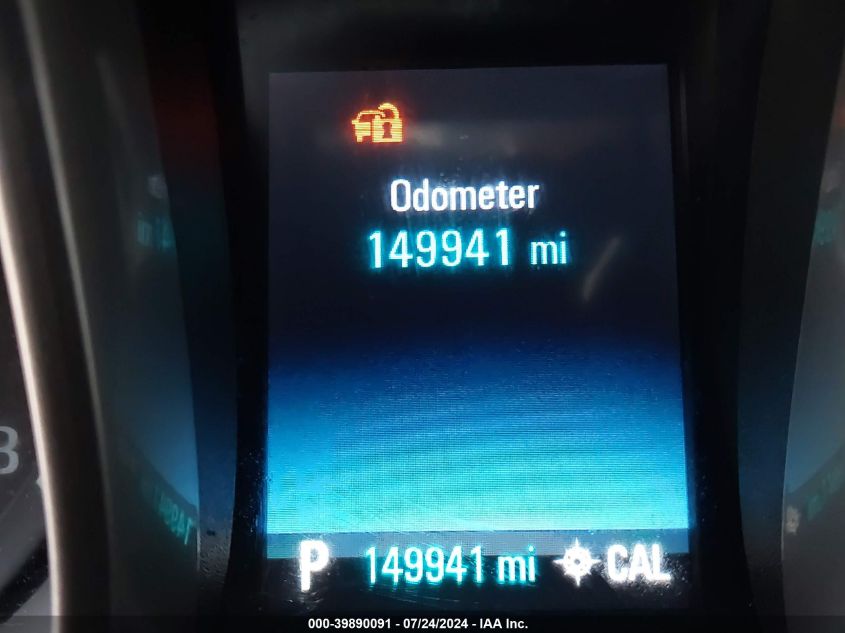 Odometer
149941 mi
P 149941 mi CAL
000-39890091 - 07/24/2024 - IAA Inc.